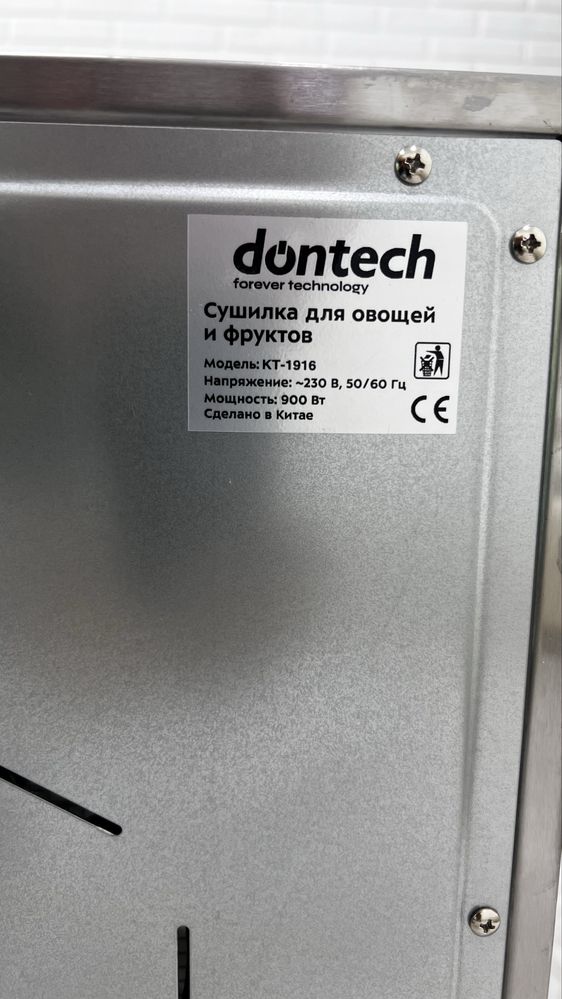 dontech
forever technology
Сушилка для овощей
и фруктов
Модель: КТ-1916
Напряжение: ~230 В, 50/60 Гц
Мощность: 900 Вт
Сделано в Китае
CE